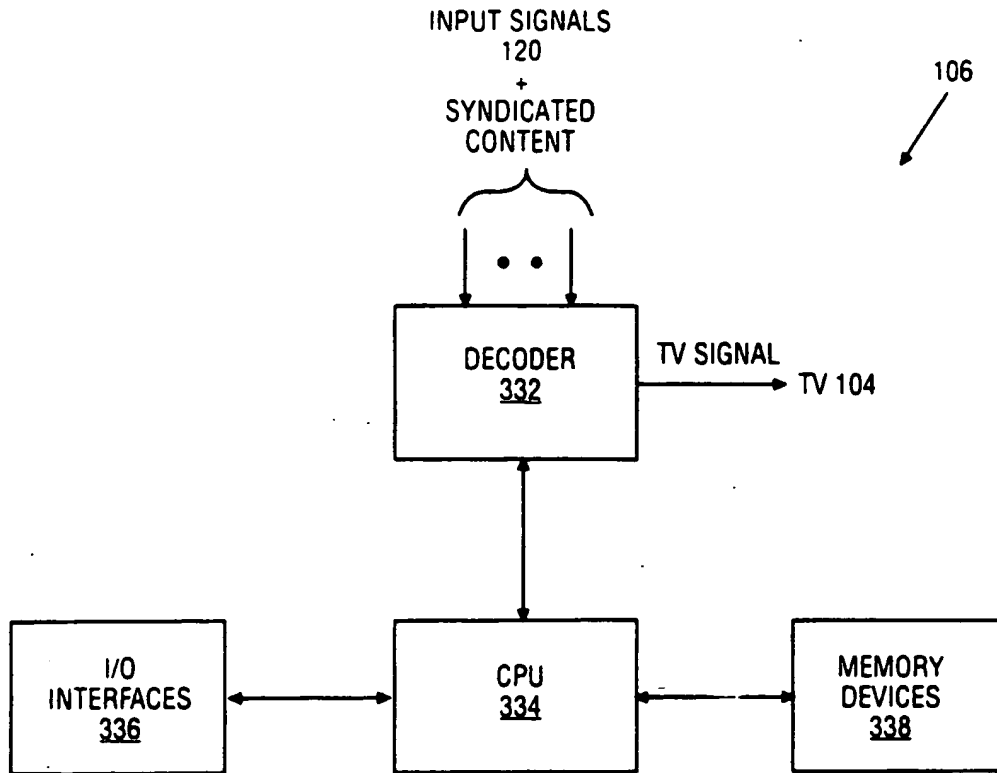 INPUT SIGNALS
120
+
SYNDICATED
CONTENT
106
DECODER
332
TV SIGNAL
TV 104
I/O
INTERFACES
336
CPU
334
MEMORY
DEVICES
338